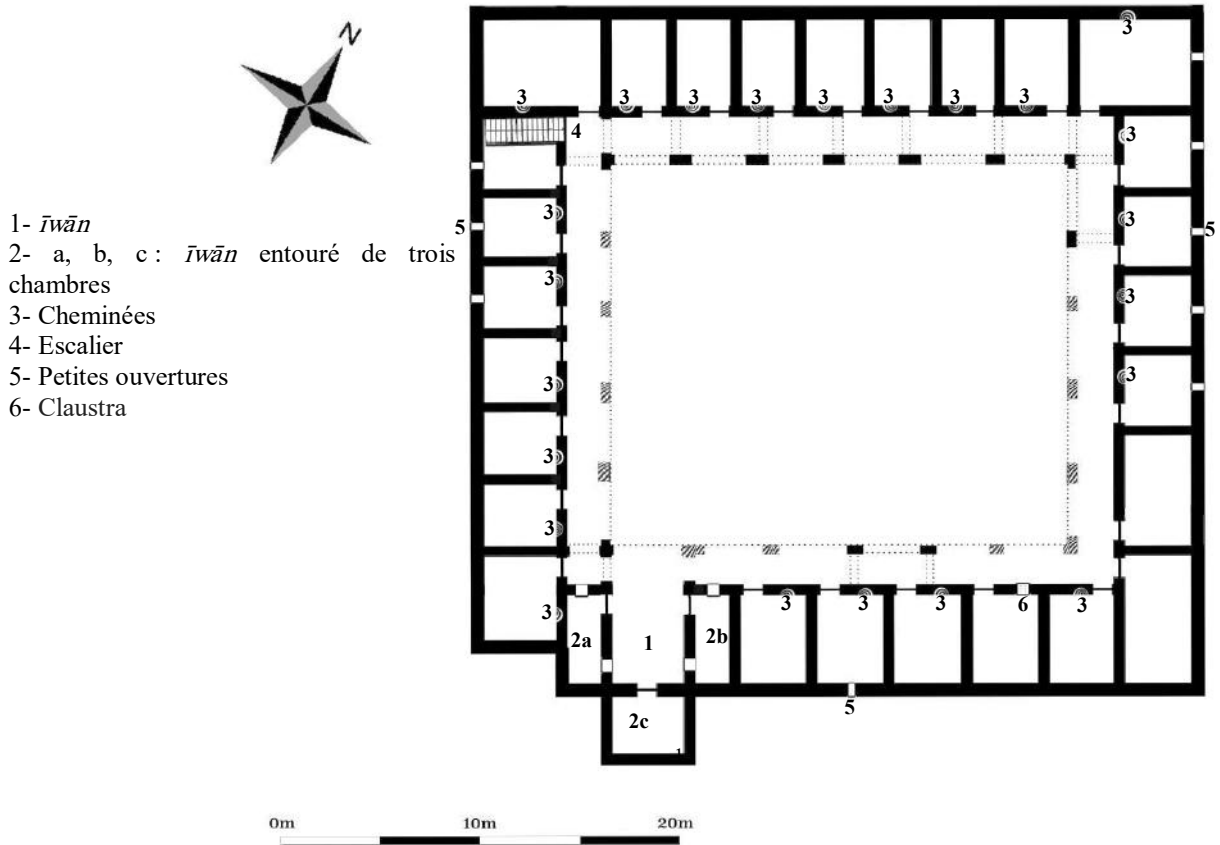 N
1- īwān
2- a, b, c : īwān entouré de trois
chambres
3- Cheminées
4- Escalier
5- Petites ouvertures
6- Claustra
3
3 3 3 3 3 3 3 3
4 3
3 3
5 5
3 3
3 3
3
3
3 3 3 3 6 3
2a 1 2b
5
2c
1
0m 10m 20m